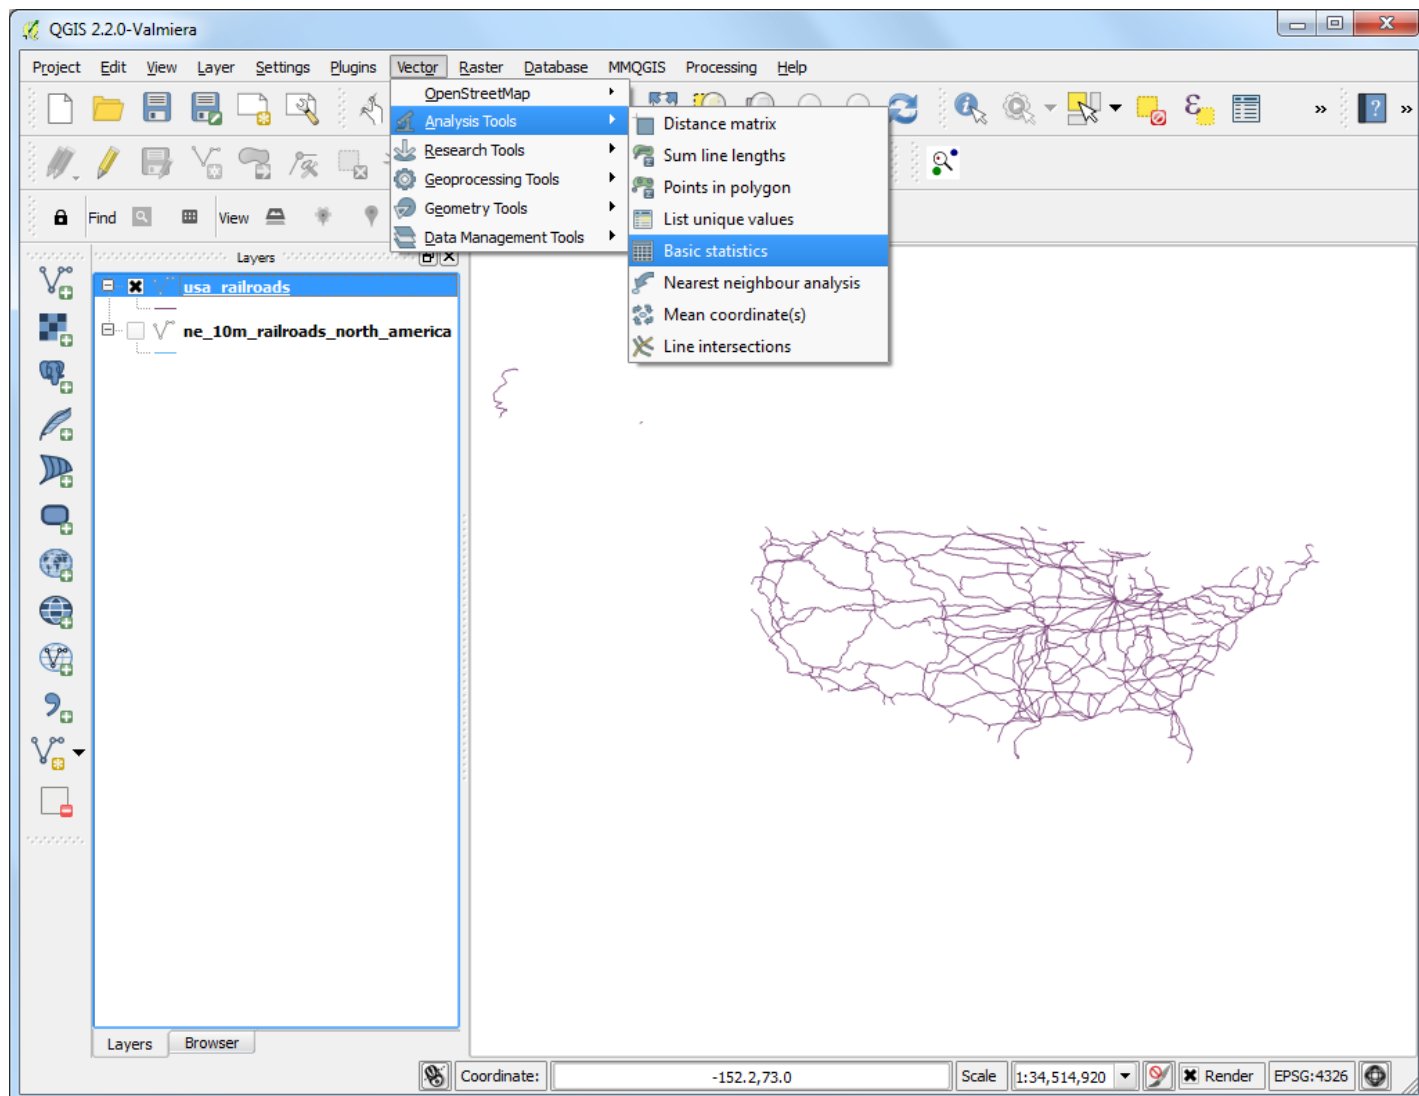 QGIS 2.2.0-Valmiera
Project Edit View Layer Settings Plugins Vector Raster Database MMQGIS Processing Help
OpenStreetMap
Analysis Tools
Research Tools
Geoprocessing Tools
Geometry Tools
Data Management Tools
Distance matrix
Sum line lengths
Points in polygon
List unique values
Basic statistics
Nearest neighbour analysis
Mean coordinate(s)
Line intersections
Find View
Layers
usa_railroads
ne_10m_railroads_north_america
Layers Browser
Coordinate: -152.2,73.0 Scale 1:34,514,920 Render EPSG:4326